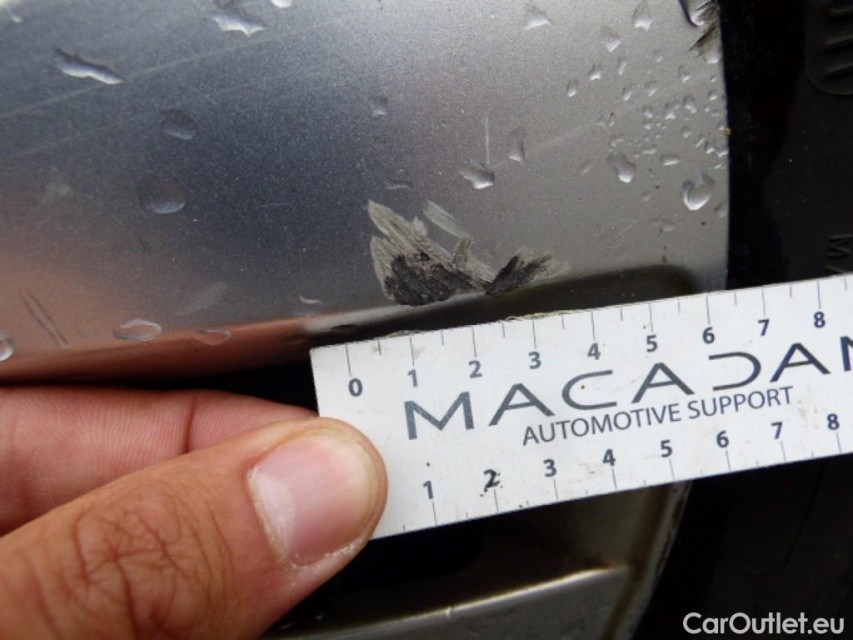 0 1 2 3 4 5 6 7 8
MACADAM
AUTOMOTIVE SUPPORT
1 2 3 4 5 6 7 8
CarOutlet.eu